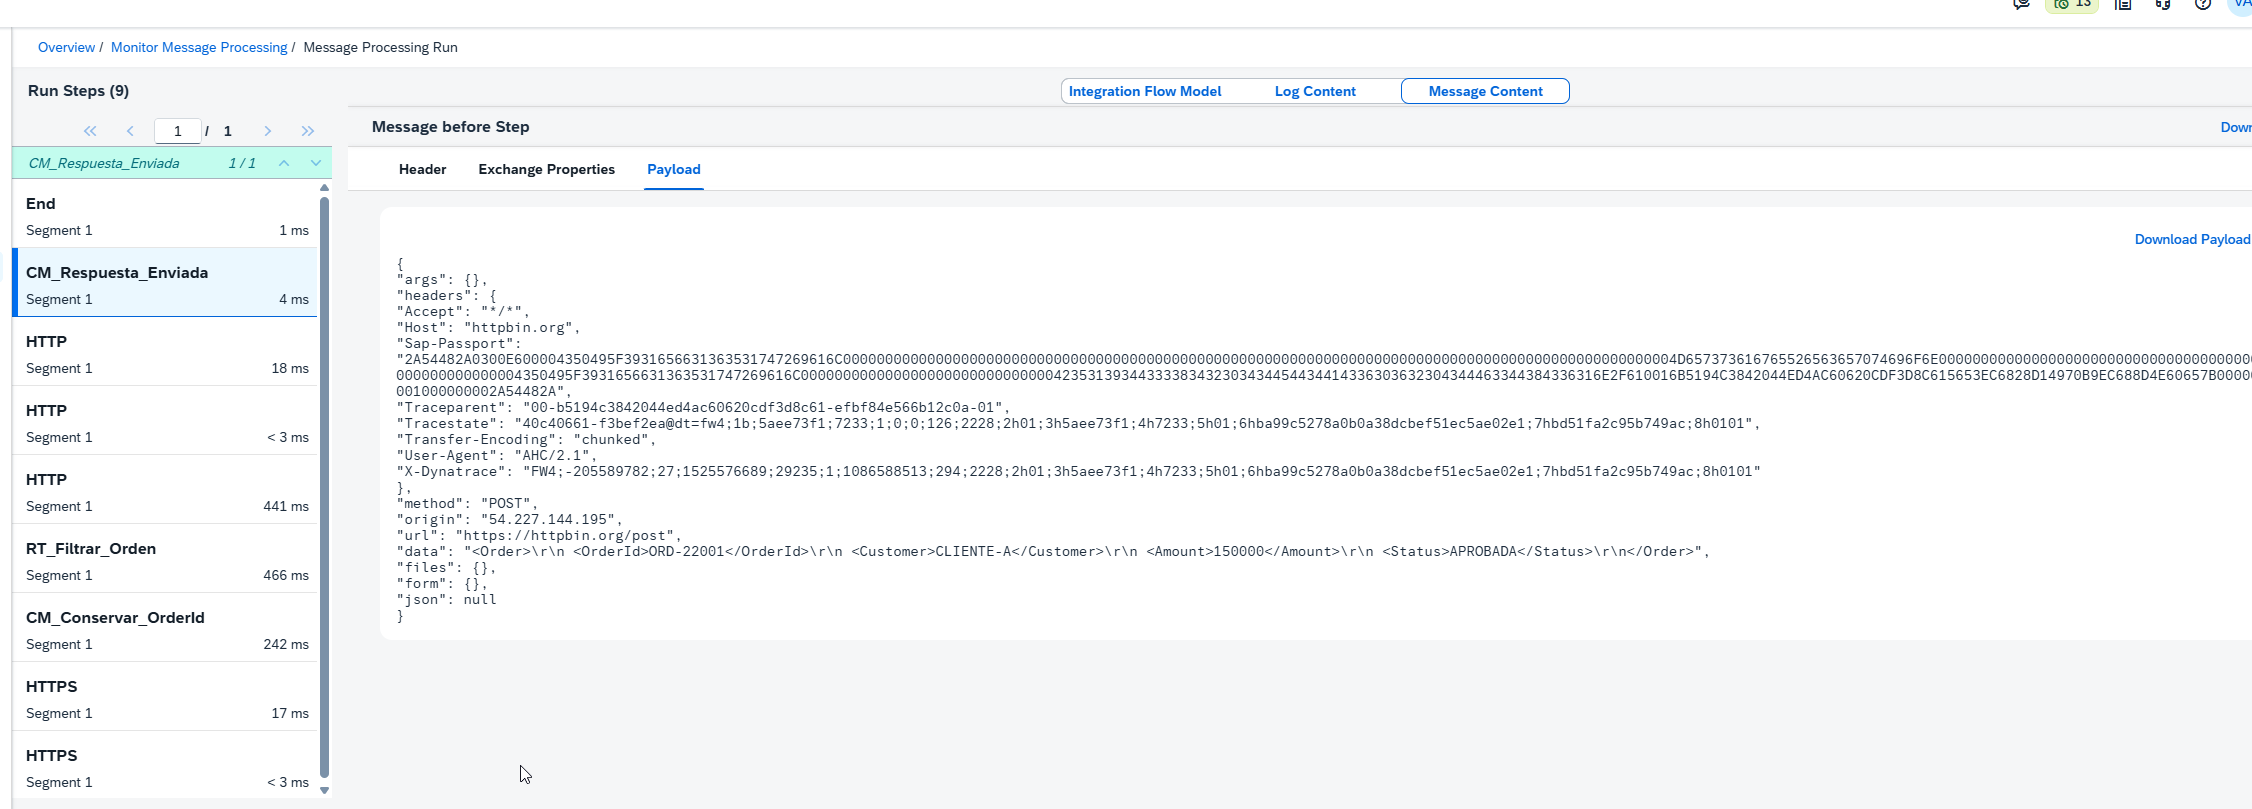 13
VA
Overview / Monitor Message Processing / Message Processing Run
Run Steps (9)
Integration Flow Model
Log Content
Message Content
1 / 1
Message before Step
Down
CM_Respuesta_Enviada 1 / 1
Header
Exchange Properties
Payload
End
Segment 1 1 ms
CM_Respuesta_Enviada
Segment 1 4 ms
HTTP
Segment 1 18 ms
HTTP
Segment 1 < 3 ms
HTTP
Segment 1 441 ms
RT_Filtrar_Orden
Segment 1 466 ms
CM_Conservar_OrderId
Segment 1 242 ms
HTTPS
Segment 1 17 ms
HTTPS
Segment 1 < 3 ms
Download Payload
{
"args": {},
"headers": {
"Accept": "*/*",
"Host": "httpbin.org",
"Sap-Passport":
001000000002A54482A",
"Traceparent": "00-b5194c3842044ed4ac60620cdf3d8c61-efbf84e566b12c0a-01",
"Tracestate": "40c40661-f3bef2ea@dt=fw4;1b;5aee73f1;7233;1;0;0;126;2228;2h01;3h5aee73f1;4h7233;5h01;6hba99c5278a0b0a38dcbef51ec5ae02e1;7hbd51fa2c95b749ac;8h0101",
"Transfer-Encoding": "chunked",
"User-Agent": "AHC/2.1",
"X-Dynatrace": "FW4;-205589782;27;1525576689;29235;1;1086588513;294;2228;2h01;3h5aee73f1;4h7233;5h01;6hba99c5278a0b0a38dcbef51ec5ae02e1;7hbd51fa2c95b749ac;8h0101"
},
"method": "POST",
"origin": "54.227.144.195",
"url": "https://httpbin.org/post",
"data": "<Order>\r\n <OrderId>ORD-22001</OrderId>\r\n <Customer>CLIENTE-A</Customer>\r\n <Amount>150000</Amount>\r\n <Status>APROBADA</Status>\r\n</Order>",
"files": {},
"form": {},
"json": null
}